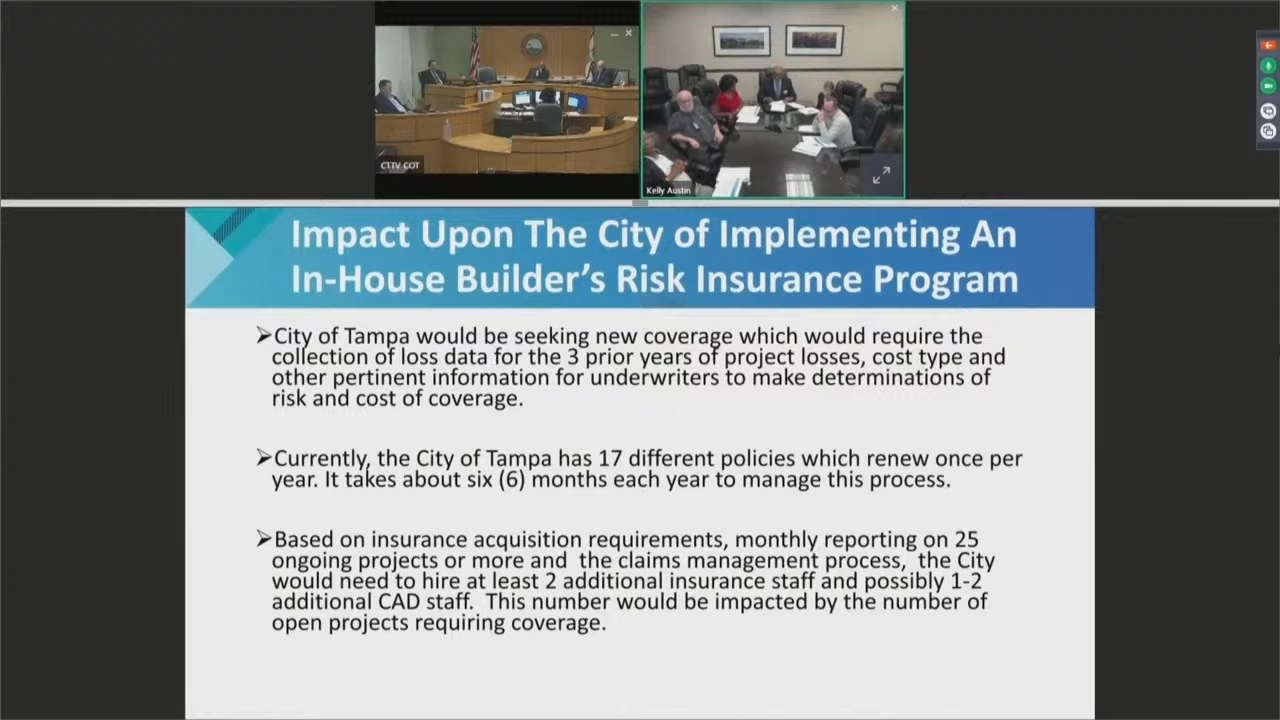 CTTV COT
Kelly Austin
Impact Upon The City of Implementing An
In-House Builder's Risk Insurance Program
➢City of Tampa would be seeking new coverage which would require the
collection of loss data for the 3 prior years of project losses, cost type and
other pertinent information for underwriters to make determinations of
risk and cost of coverage.
➢Currently, the City of Tampa has 17 different policies which renew once per
year. It takes about six (6) months each year to manage this process.
➢Based on insurance acquisition requirements, monthly reporting on 25
ongoing projects or more and  the claims management process,  the City
would need to hire at least 2 additional insurance staff and possibly 1-2
additional CAD staff.  This number would be impacted by the number of
open projects requiring coverage.